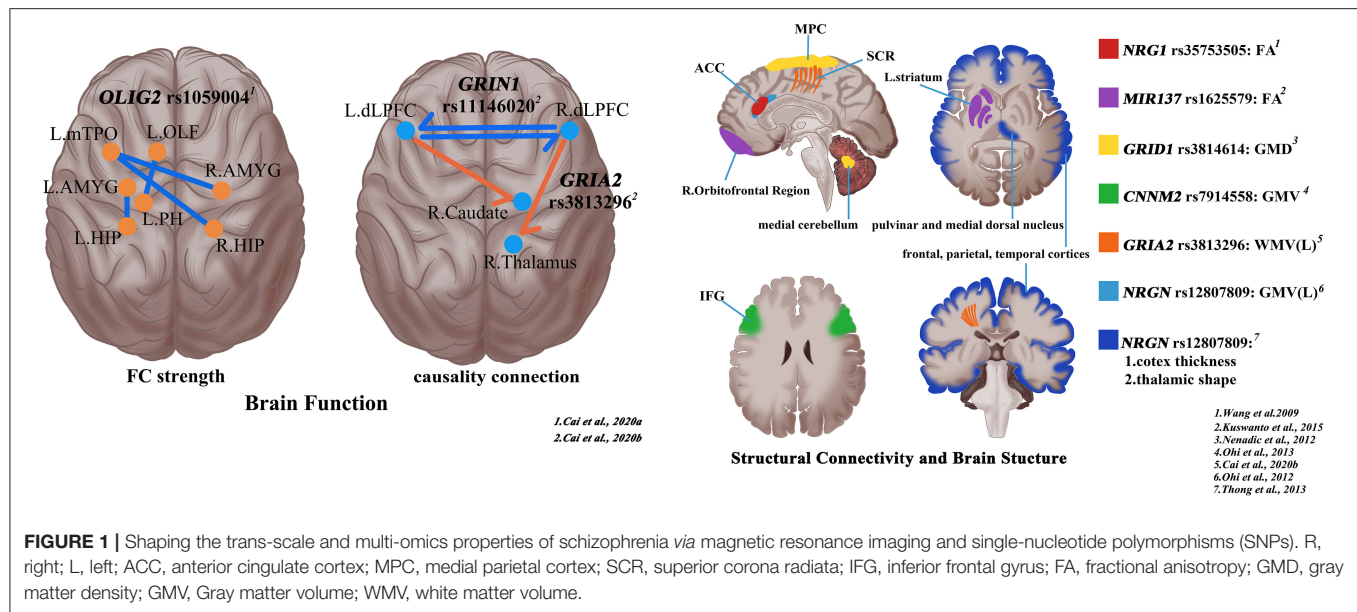 OLIG2 rs1059004¹
L.mTPO
L.OLF
L.AMYG
R.AMYG
L.PH
L.HIP
R.HIP
FC strength
GRIN1
rs11146020²
L.dLPFC
R.dLPFC
GRIA2
rs3813296²
R.Caudate
R.Thalamus
causality connection
Brain Function
1.Cai et al., 2020a
2.Cai et al., 2020b
MPC
SCR
ACC
R.Orbitofrontal Region
medial cerebellum
L.striatum
pulvinar and medial dorsal nucleus
frontal, parietal, temporal cortices
IFG
Structural Connectivity and Brain Stucture
NRG1 rs35753505: FA¹
MIR137 rs1625579: FA²
GRID1 rs3814614: GMD³
CNNM2 rs7914558: GMV ⁴
GRIA2 rs3813296: WMV(L)⁵
NRGN rs12807809: GMV(L)⁶
NRGN rs12807809:⁷
1.cotex thickness
2.thalamic shape
1.Wang et al.2009
2.Kuswanto et al., 2015
3.Nenadic et al., 2012
4.Ohi et al., 2013
5.Cai et al., 2020b
6.Ohi et al., 2012
7.Thong et al., 2013
FIGURE 1 | Shaping the trans-scale and multi-omics properties of schizophrenia via magnetic resonance imaging and single-nucleotide polymorphisms (SNPs). R,
right; L, left; ACC, anterior cingulate cortex; MPC, medial parietal cortex; SCR, superior corona radiata; IFG, inferior frontal gyrus; FA, fractional anisotropy; GMD, gray
matter density; GMV, Gray matter volume; WMV, white matter volume.